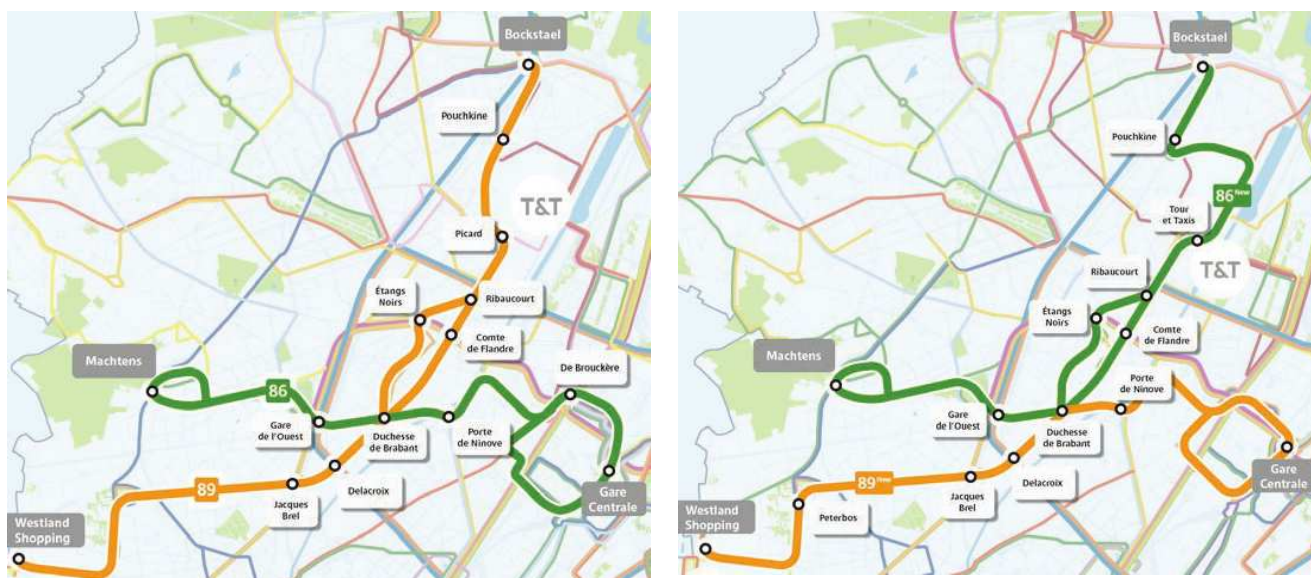 Bockstael
Pouchkine
T&T
Picard
Étangs
Noirs
Ribaucourt
Comte
de Flandre
Machtens
De Brouckère
86
Gare
de l'Ouest
Duchesse
de Brabant
Porte
de Ninove
89
Jacques
Brel
Delacroix
Gare
Centrale
Westland
Shopping
Bockstael
Pouchkine
86 New
Tour
et Taxis
T&T
Ribaucourt
Étangs
Noirs
Comte
de Flandre
Machtens
Porte
de Ninove
Gare
de l'Ouest
Duchesse
de Brabant
Gare
Centrale
89 New
Delacroix
Jacques
Brel
Peterbos
Westland
Shopping